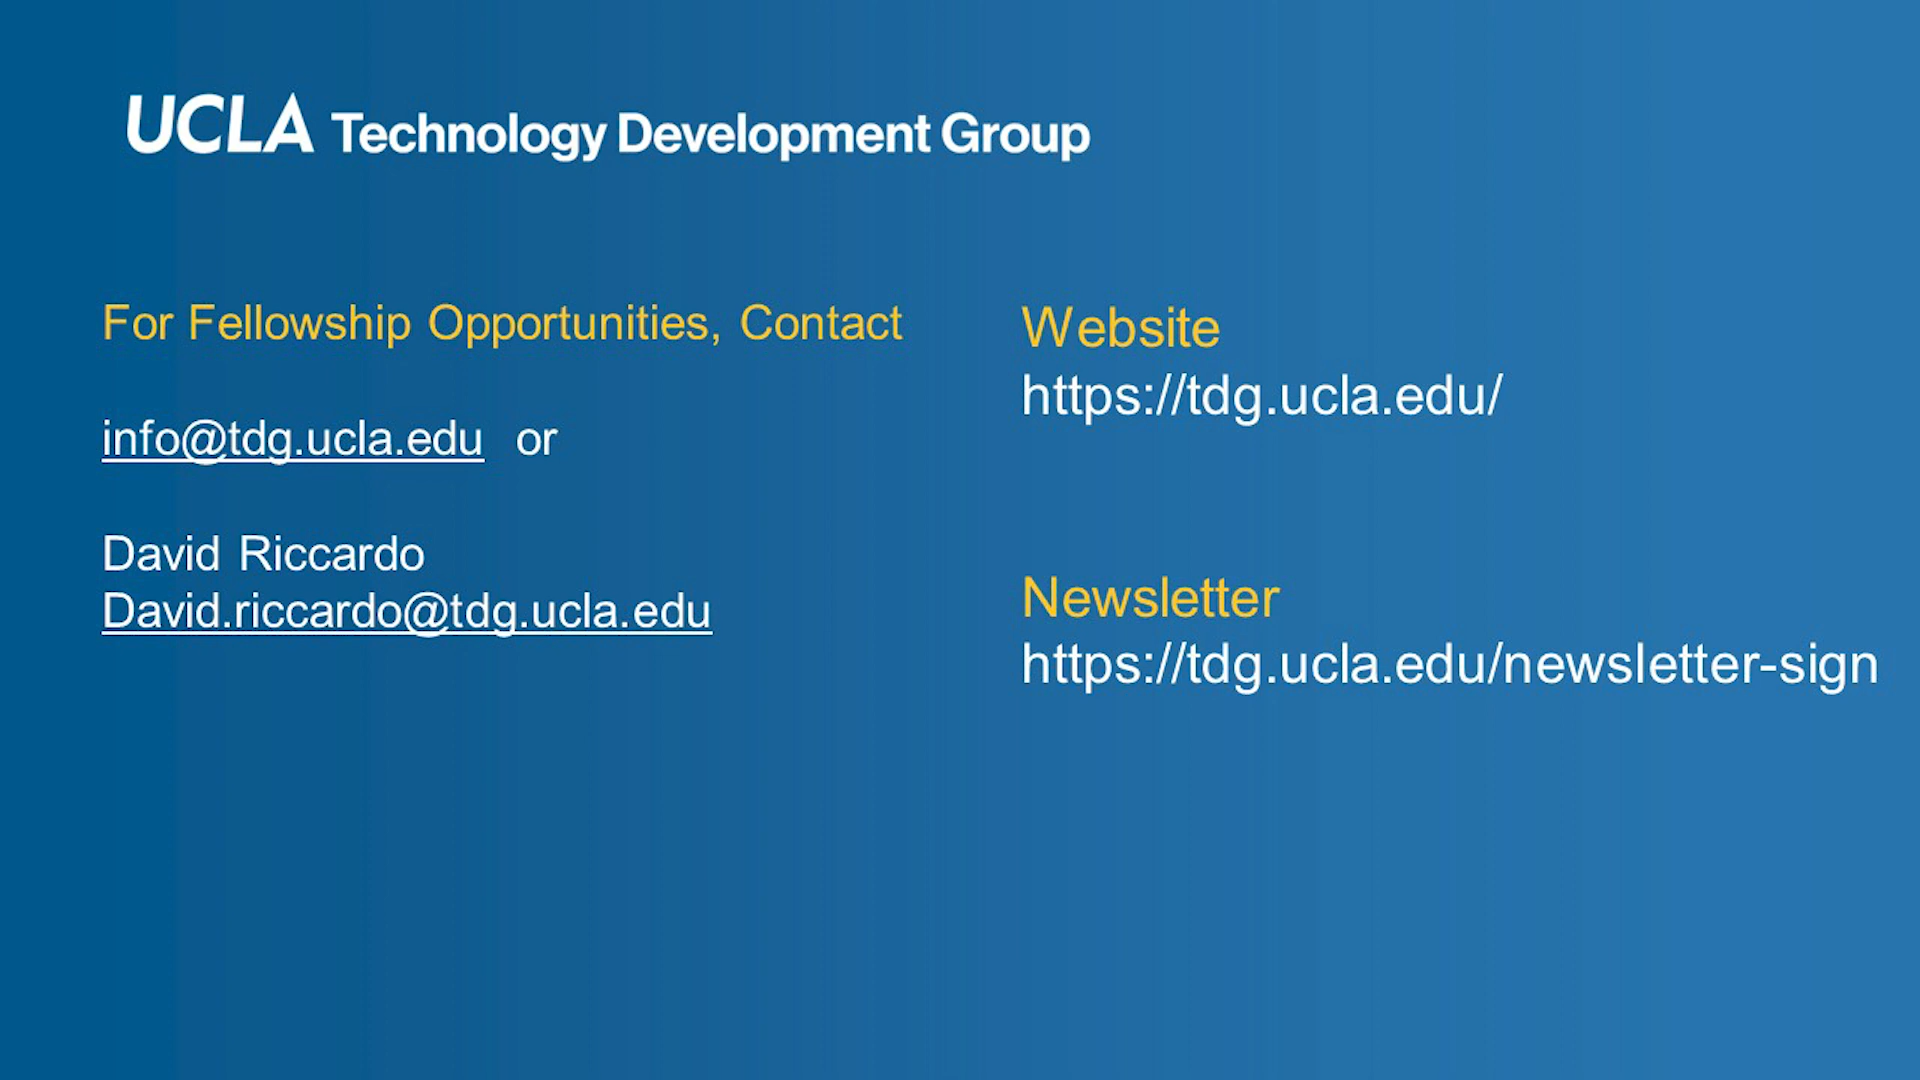 UCLA Technology Development Group
For Fellowship Opportunities, Contact
info@tdg.ucla.edu or
David Riccardo
David.riccardo@tdg.ucla.edu
Website
https://tdg.ucla.edu/
Newsletter
https://tdg.ucla.edu/newsletter-sign